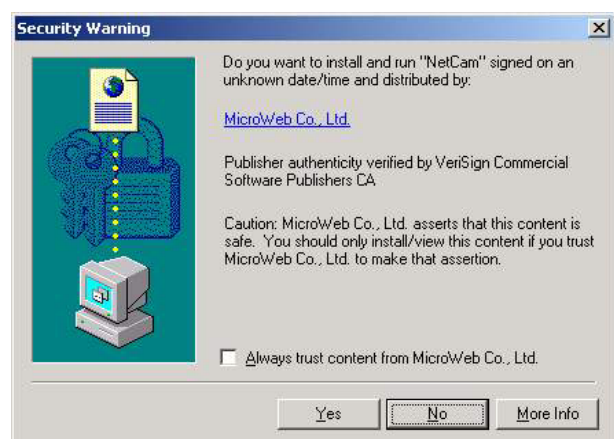 Security Warning
Do you want to install and run "NetCam" signed on an
unknown date/time and distributed by:
MicroWeb Co., Ltd.
Publisher authenticity verified by VeriSign Commercial
Software Publishers CA
Caution: MicroWeb Co., Ltd. asserts that this content is
safe. You should only install/view this content if you trust
MicroWeb Co., Ltd. to make that assertion.
Always trust content from MicroWeb Co., Ltd.
Yes No More Info